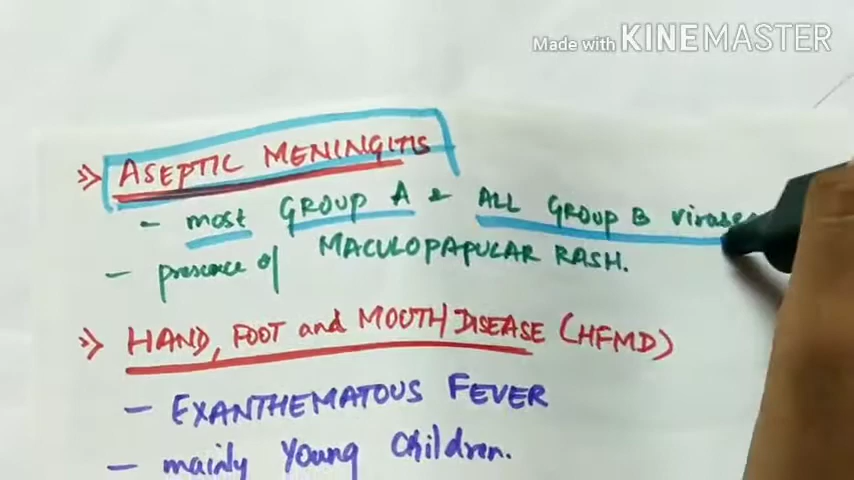 Made with KINEMASTER
» ASEPTIC MENINGITIS
- most GROUP A & ALL GROUP B viruses
- presence of MACULOPAPULAR RASH.
» HAND, FOOT and MOUTH DISEASE (HFMD)
- EXANTHEMATOUS FEVER
- mainly Young Children.